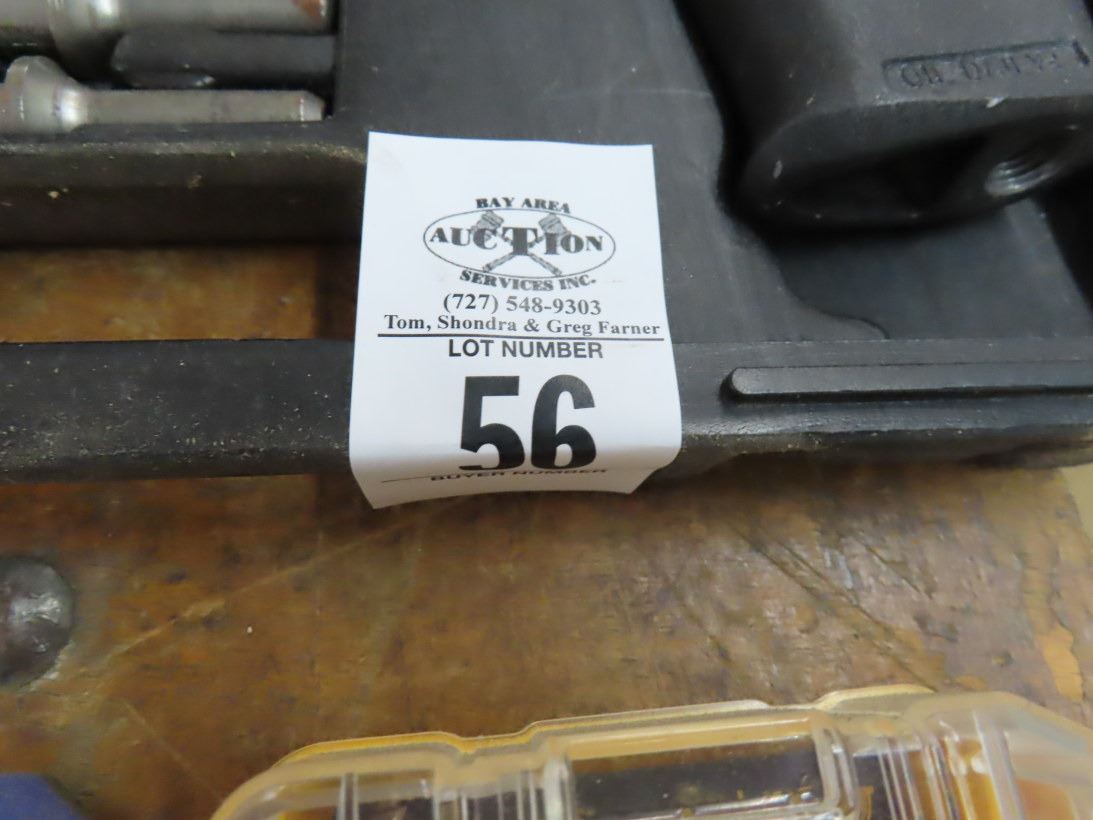 BAY AREA
AUCTION
SERVICES INC.
(727) 548-9303
Tom, Shondra & Greg Farner
LOT NUMBER
56
BUYER NUMBER